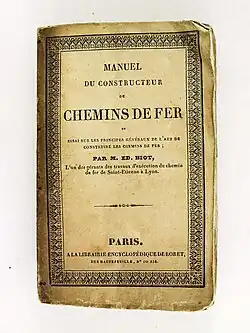 MANUEL
DU CONSTRUCTEUR
DE
CHEMINS DE FER
ou
ESSAI SUR LES PRINCIPES GÉNÉRAUX DE L'ART DE
CONSTRUIRE LES CHEMINS DE FER;
PAR M. ED. BIOT,
L'un des gérants des travaux d'exécution du chemin
de fer de Saint-Etienne à Lyon.
PARIS.
A LA LIBRAIRIE ENCYCLOPÉDIQUE DE RORET,
RUE HAUTEFEUILLE, Nº 10 BIS.